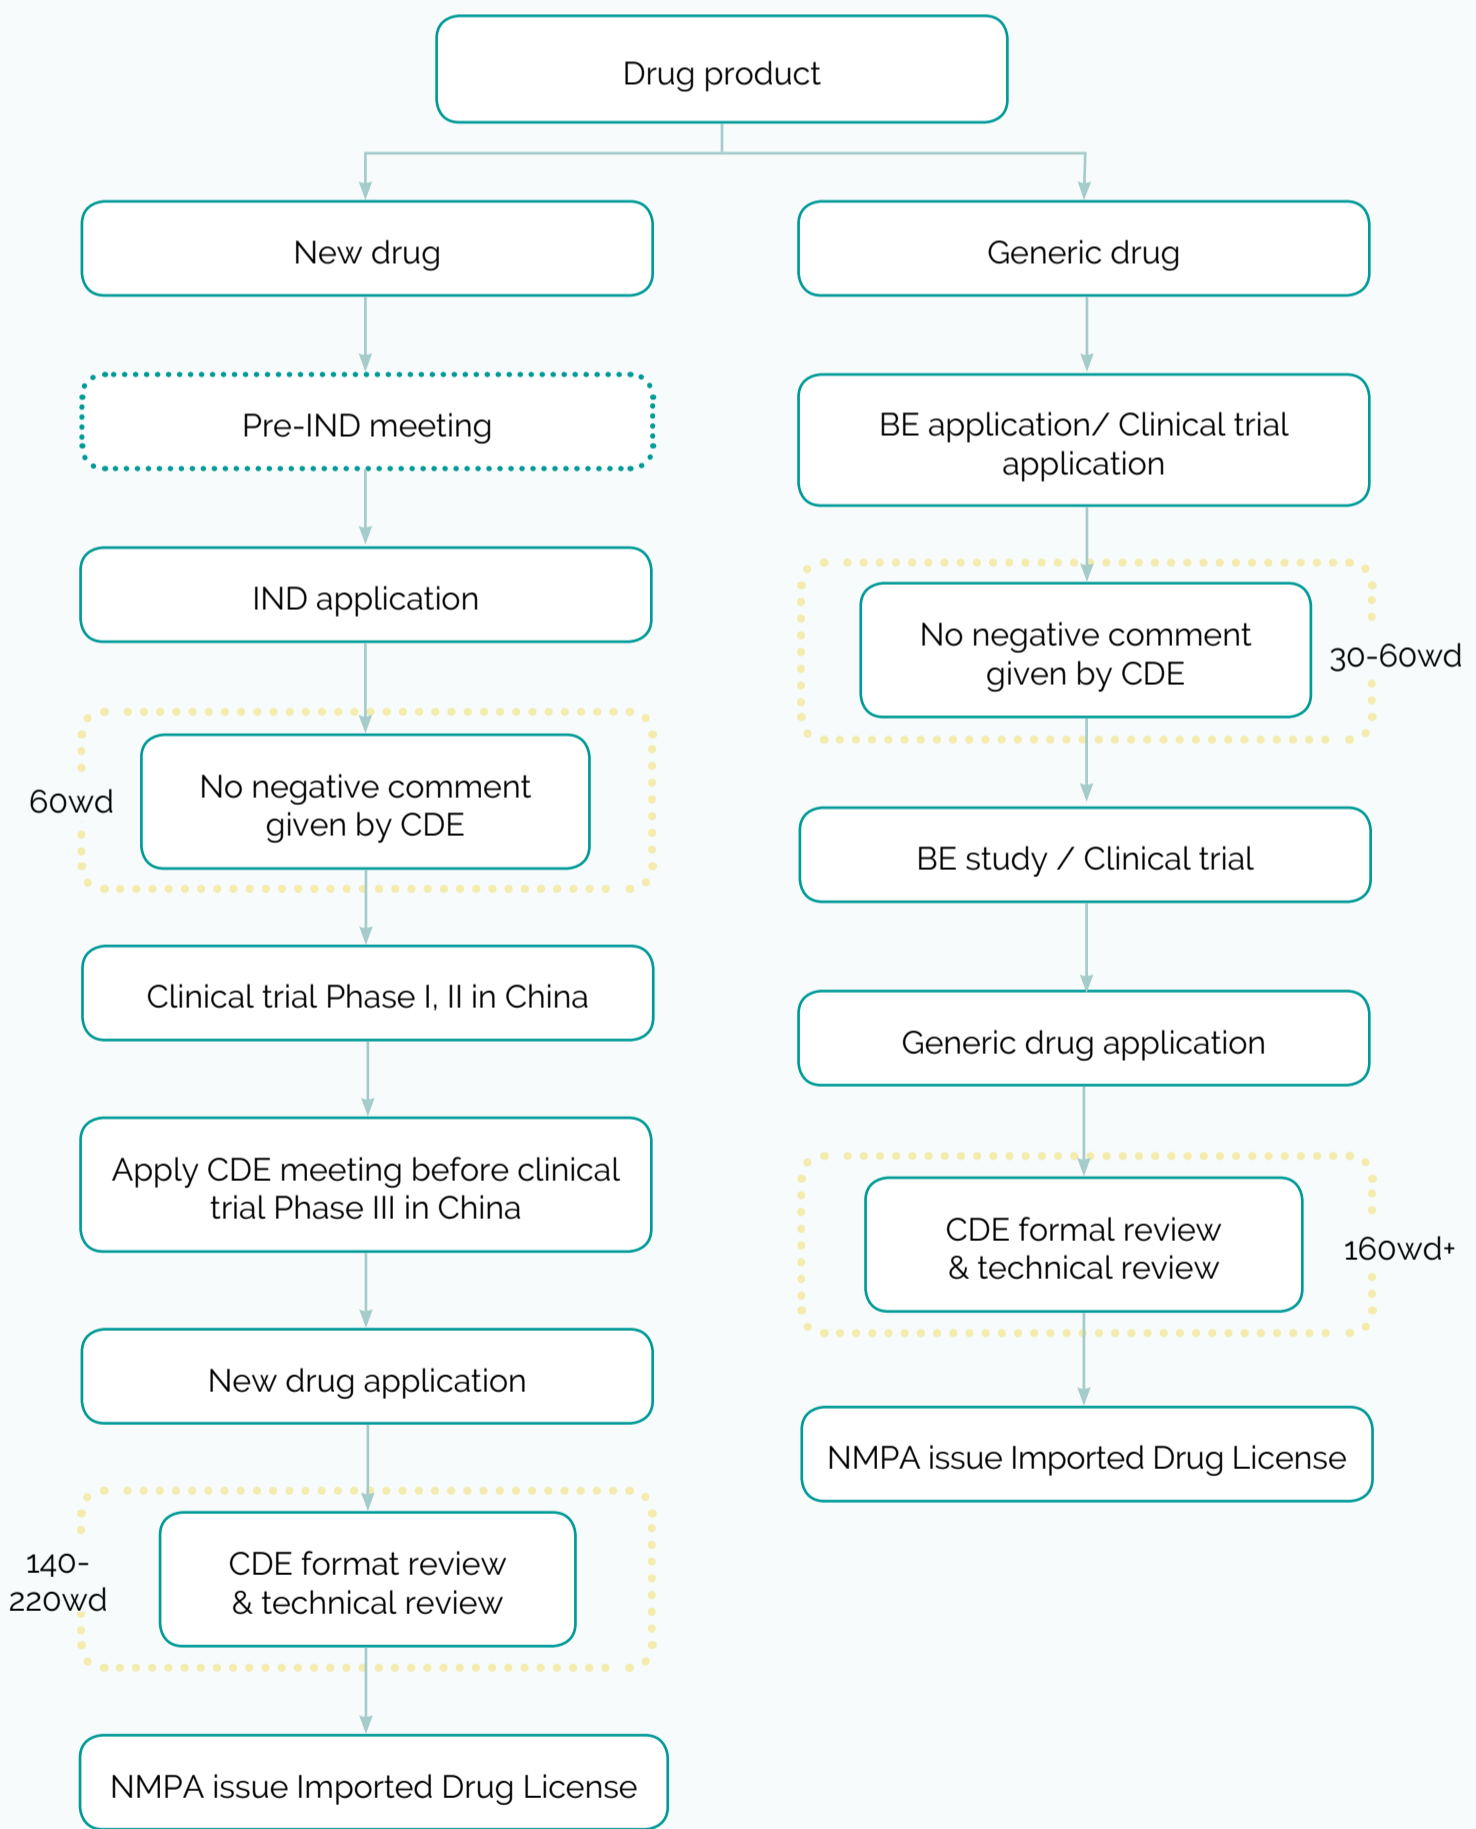 Drug product
New drug
Pre-IND meeting
IND application
60wd
No negative comment
given by CDE
Clinical trial Phase I, II in China
Apply CDE meeting before clinical
trial Phase III in China
New drug application
140-
220wd
CDE format review
& technical review
NMPA issue Imported Drug License
Generic drug
BE application/ Clinical trial
application
No negative comment
given by CDE
30-60wd
BE study / Clinical trial
Generic drug application
CDE formal review
& technical review
160wd+
NMPA issue Imported Drug License